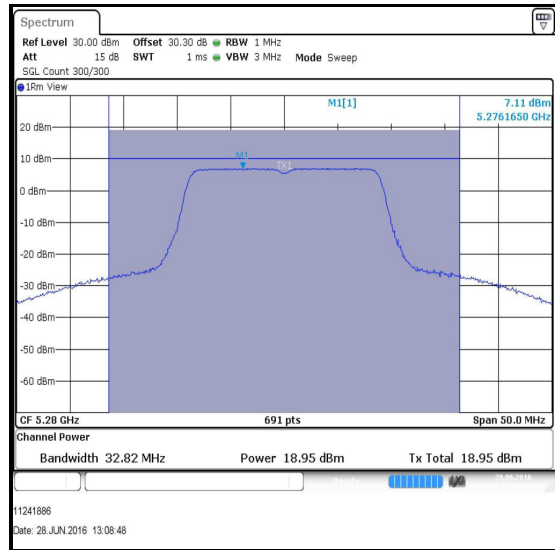 Spectrum
Ref Level 30.00 dBm Offset 30.30 dB RBW 1 MHz
Att 15 dB SWT 1 ms VBW 3 MHz Mode Sweep
SGL Count 300/300
1Rm View
M1[1] 7.11 dBm
5.2761650 GHz
20 dBm
10 dBm
M1
TX1
0 dBm
-10 dBm
-20 dBm
-30 dBm
-40 dBm
-50 dBm
-60 dBm
CF 5.28 GHz 691 pts Span 50.0 MHz
Channel Power
Bandwidth 32.82 MHz Power 18.95 dBm Tx Total 18.95 dBm
28.06.2016
11241886
Date: 28.JUN.2016 13:08:48